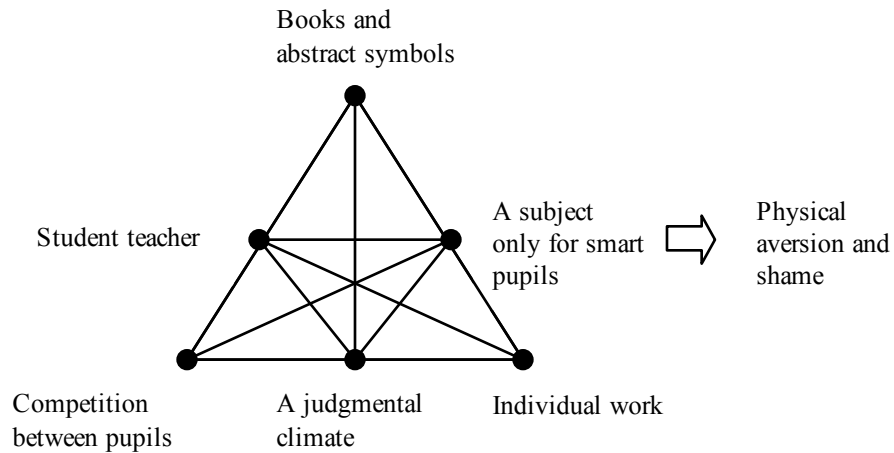 Books and
abstract symbols
Student teacher
A subject
only for smart
pupils
Physical
aversion and
shame
Competition
between pupils
A judgmental
climate
Individual work